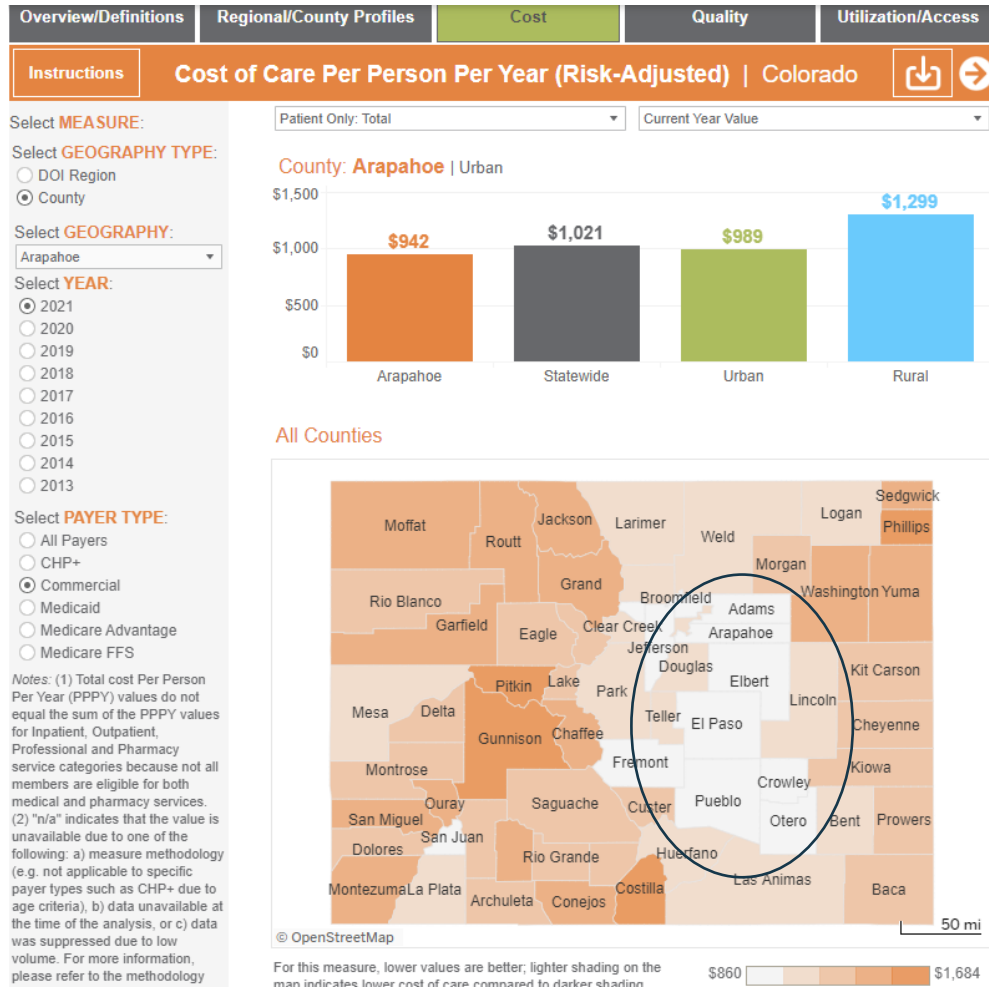 Overview/Definitions
Regional/County Profiles
Cost
Quality
Utilization/Access
Instructions
Cost of Care Per Person Per Year (Risk-Adjusted) | Colorado
Select MEASURE:
Patient Only: Total
Current Year Value
Select GEOGRAPHY TYPE:
DOI Region
County
Select GEOGRAPHY:
Arapahoe
Select YEAR:
2021
2020
2019
2018
2017
2016
2015
2014
2013
Select PAYER TYPE:
All Payers
CHP+
Commercial
Medicaid
Medicare Advantage
Medicare FFS
Notes: (1) Total cost Per Person
Per Year (PPPY) values do not
equal the sum of the PPPY values
for Inpatient, Outpatient,
Professional and Pharmacy
service categories because not all
members are eligible for both
medical and pharmacy services.
(2) "n/a" indicates that the value is
unavailable due to one of the
following: a) measure methodology
(e.g. not applicable to specific
payer types such as CHP+ due to
age criteria), b) data unavailable at
the time of the analysis, or c) data
was suppressed due to low
volume. For more information,
please refer to the methodology
County: Arapahoe | Urban
$1,500
$1,000
$500
$0
$942
$1,021
$989
$1,299
Arapahoe
Statewide
Urban
Rural
All Counties
Sedgwick
Moffat
Routt
Jackson
Larimer
Weld
Logan
Phillips
Morgan
Grand
Washington
Yuma
Rio Blanco
Broomfield
Adams
Garfield
Eagle
Clear Creek
Arapahoe
Jefferson
Douglas
Kit Carson
Elbert
Pitkin
Lake
Park
Lincoln
Mesa
Delta
Teller
El Paso
Cheyenne
Gunnison
Chaffee
Fremont
Kiowa
Montrose
Crowley
Ouray
Saguache
Custer
Pueblo
San Miguel
Otero
Bent
Prowers
San Juan
Dolores
Rio Grande
Huerfano
Las Animas
Montezuma
La Plata
Archuleta
Conejos
Costilla
Baca
50 mi
© OpenStreetMap
For this measure, lower values are better; lighter shading on the
map indicates lower cost of care compared to darker shading
$860
$1,684